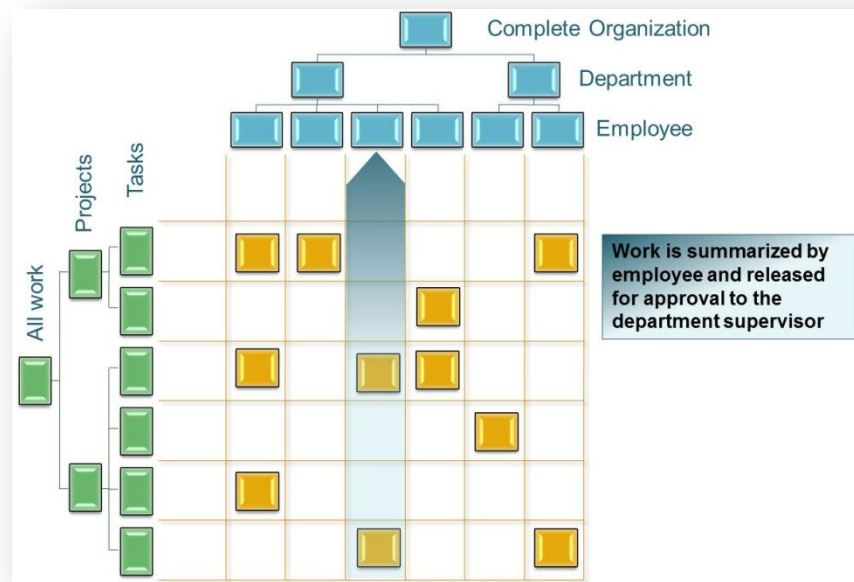 Complete Organization
Department
Employee
All work
Projects
Tasks
Work is summarized by
employee and released
for approval to the
department supervisor